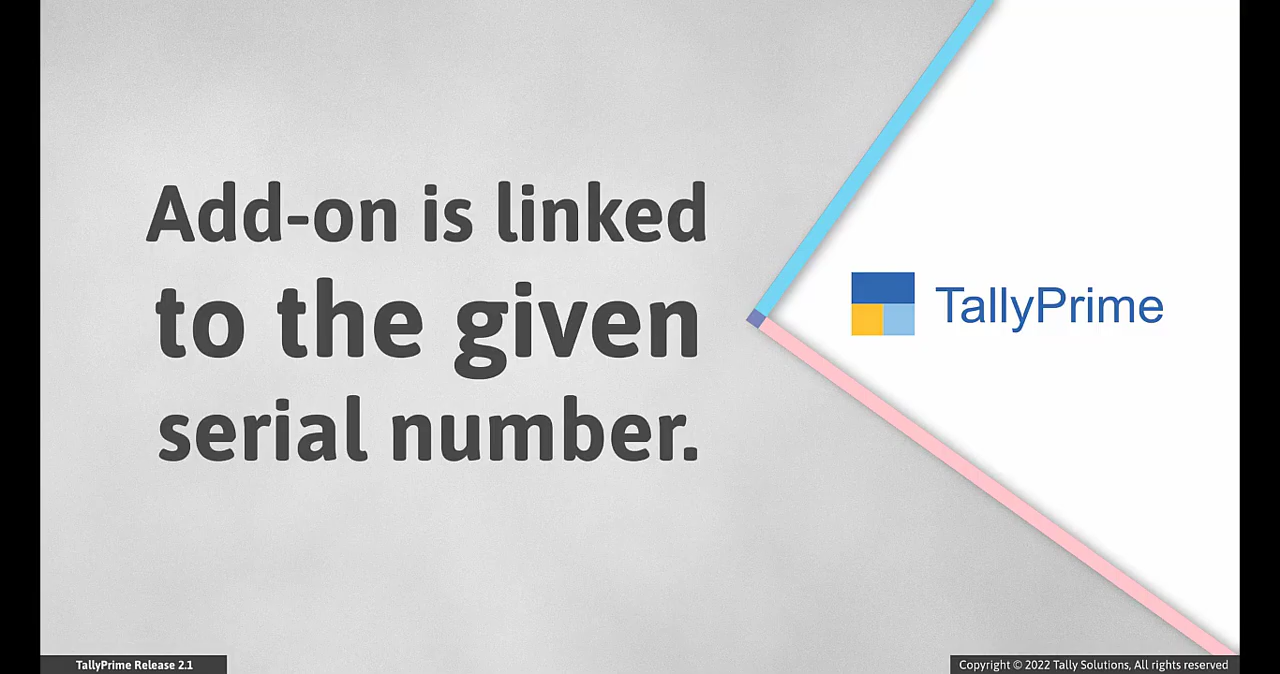 Add-on is linked
to the given
serial number.
TallyPrime
TallyPrime Release 2.1
Copyright © 2022 Tally Solutions, All rights reserved